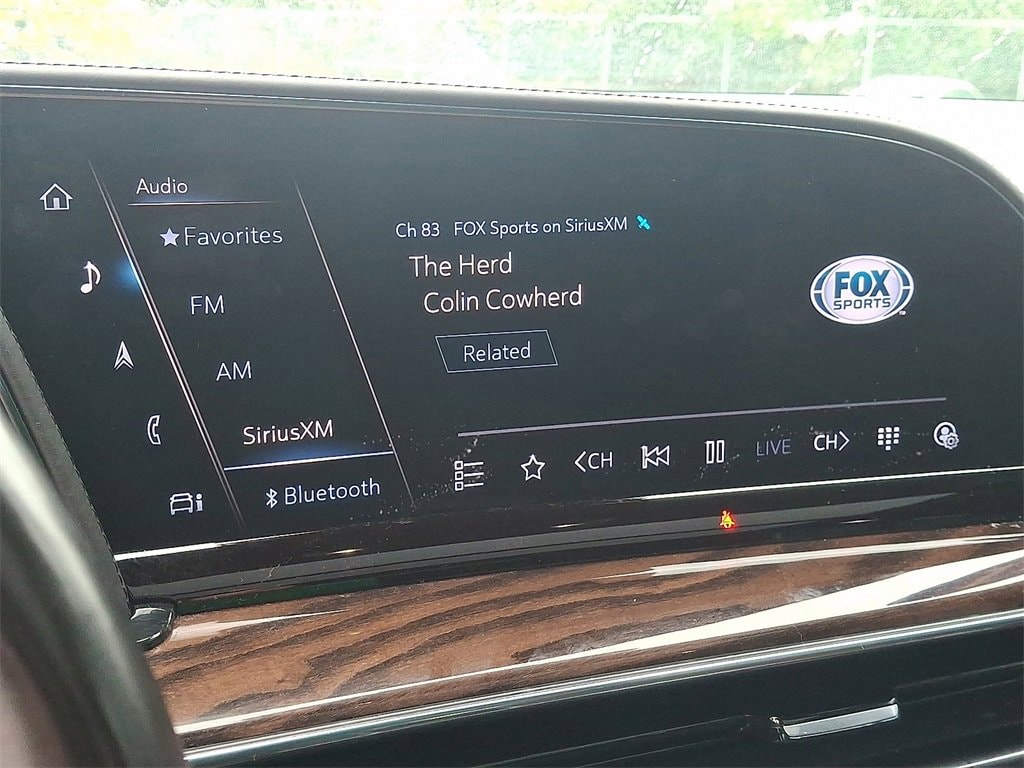 Audio
Favorites
FM
AM
SiriusXM
Bluetooth
Ch 83 FOX Sports on SiriusXM
The Herd
Colin Cowherd
Related
FOX
SPORTS
™
<CH
LIVE
CH>